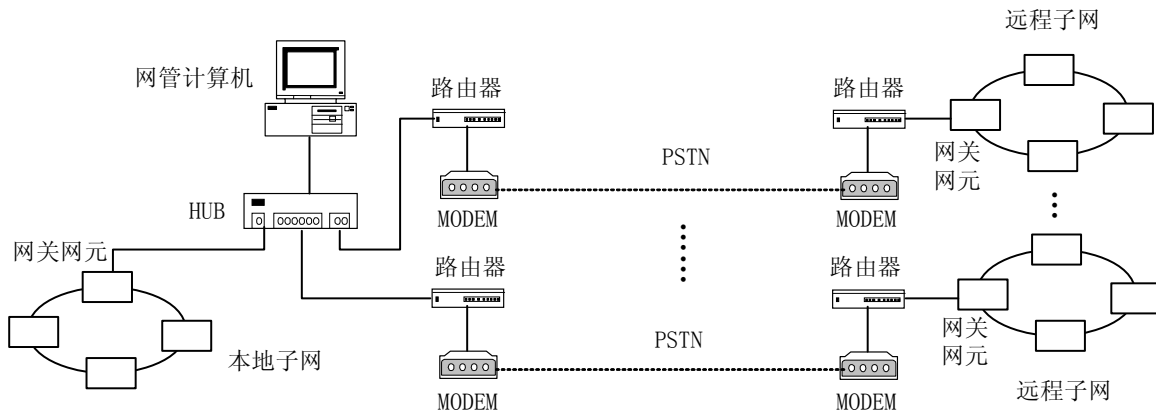 远程子网
网管计算机
路由器
路由器
PSTN
网关
网元
HUB
MODEM
MODEM
网关网元
路由器
路由器
PSTN
网关
网元
本地子网
MODEM
MODEM
远程子网